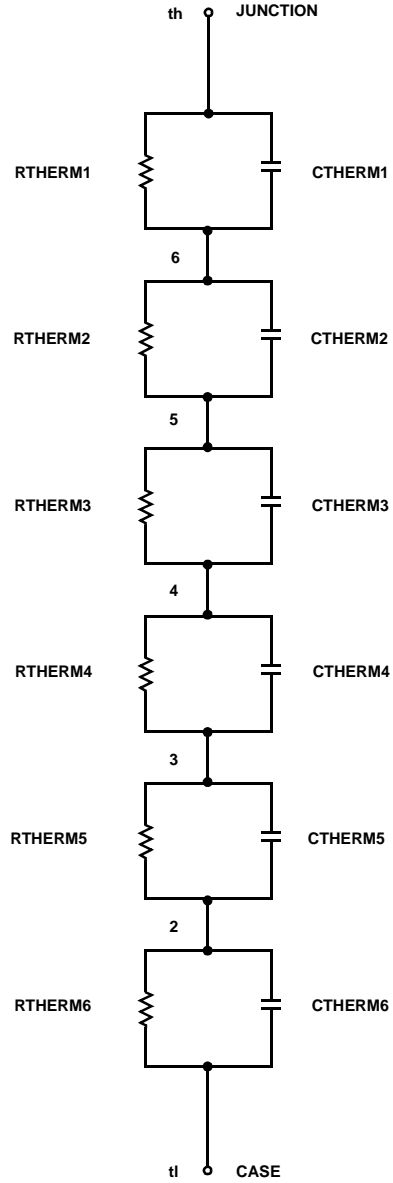 th JUNCTION
RTHERM1 CTHERM1
6
RTHERM2 CTHERM2
5
RTHERM3 CTHERM3
4
RTHERM4 CTHERM4
3
RTHERM5 CTHERM5
2
RTHERM6 CTHERM6
tl CASE